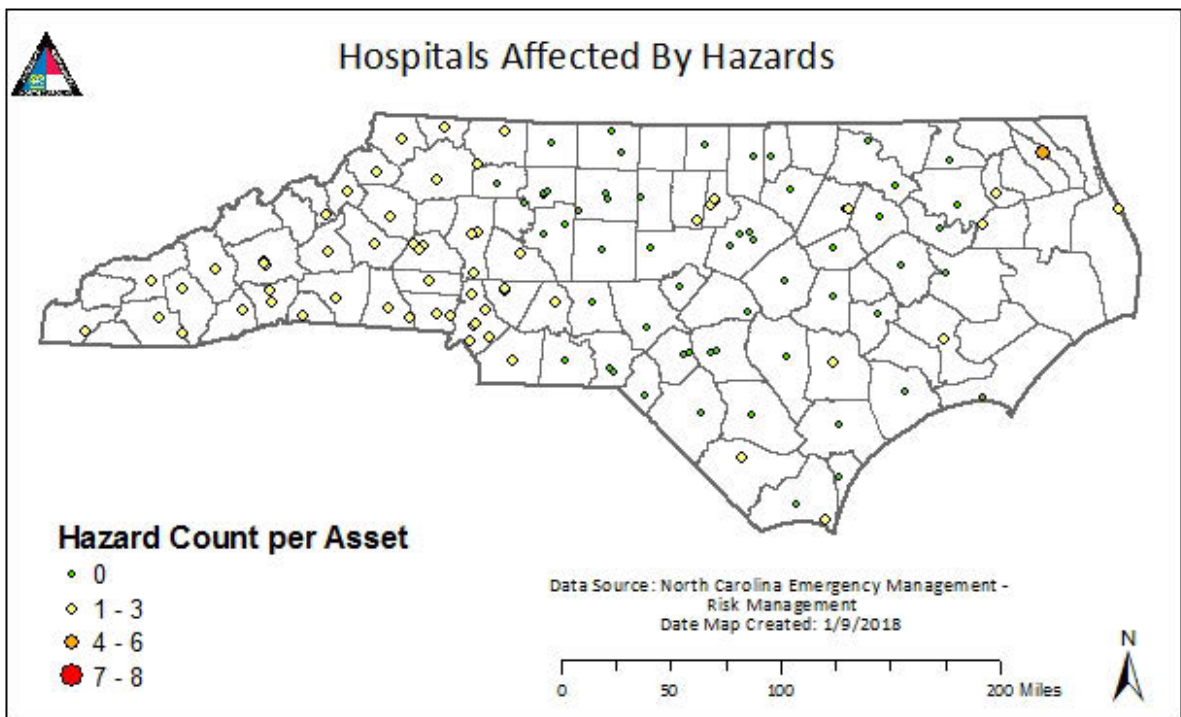 Hospitals Affected By Hazards
Hazard Count per Asset
0
1 - 3
4 - 6
7 - 8
Data Source: North Carolina Emergency Management -
Risk Management
Date Map Created: 1/9/2018
0 50 100 200 Miles
N